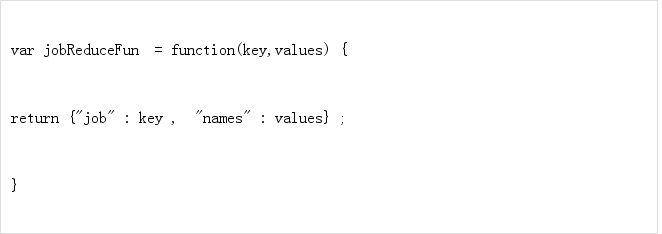 var jobReduceFun  = function(key,values) {
return {"job" : key ,  "names" : values} ;
}